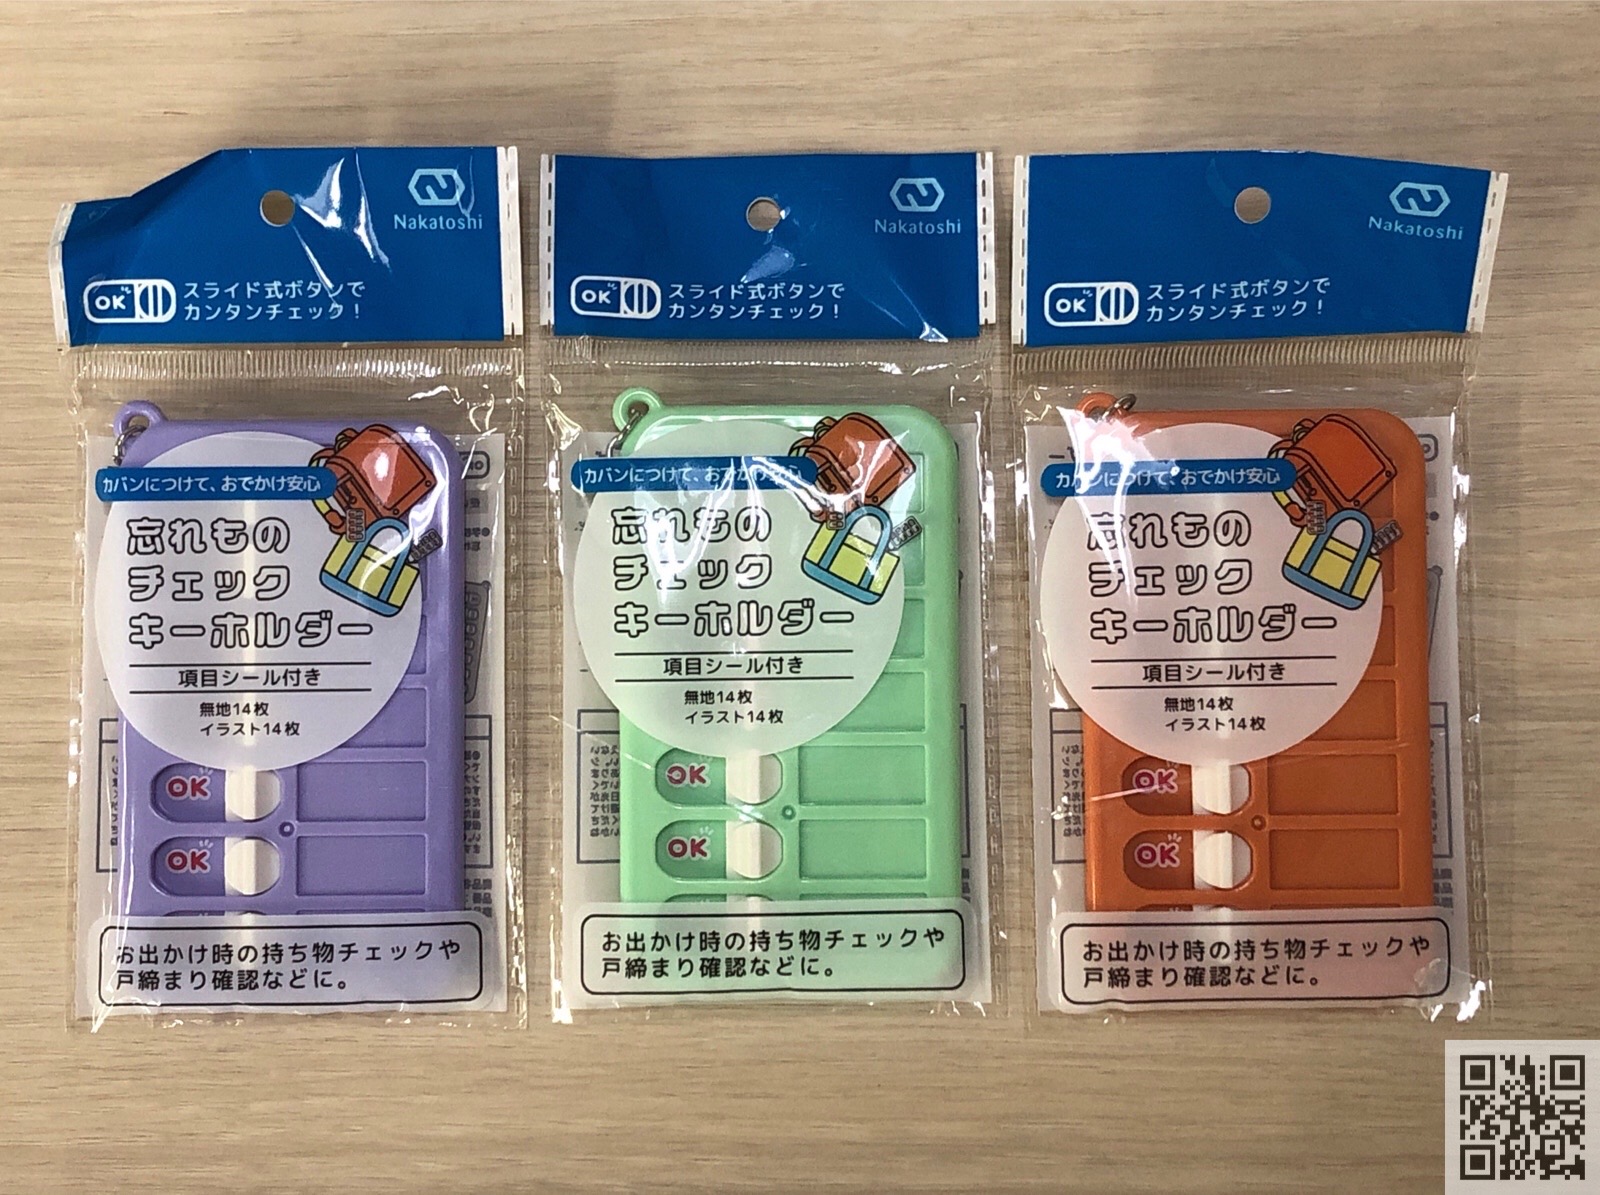 Nakatoshi
OK
スライド式ボタンで
カンタンチェック!
カバンにつけて、おでかけ安心
忘れもの
チェック
キーホルダー
項目シール付き
無地14枚
イラスト14枚
OK
OK
お出かけ時の持ち物チェックや
戸締まり確認などに。
Nakatoshi
OK
スライド式ボタンで
カンタンチェック!
カバンにつけて、おでかけ安心
忘れもの
チェック
キーホルダー
項目シール付き
無地14枚
イラスト14枚
OK
OK
お出かけ時の持ち物チェックや
戸締まり確認などに。
Nakatoshi
OK
スライド式ボタンで
カンタンチェック!
カバンにつけて、おでかけ安心
忘れもの
チェック
キーホルダー
項目シール付き
無地14枚
イラスト14枚
OK
OK
お出かけ時の持ち物チェックや
戸締まり確認などに。